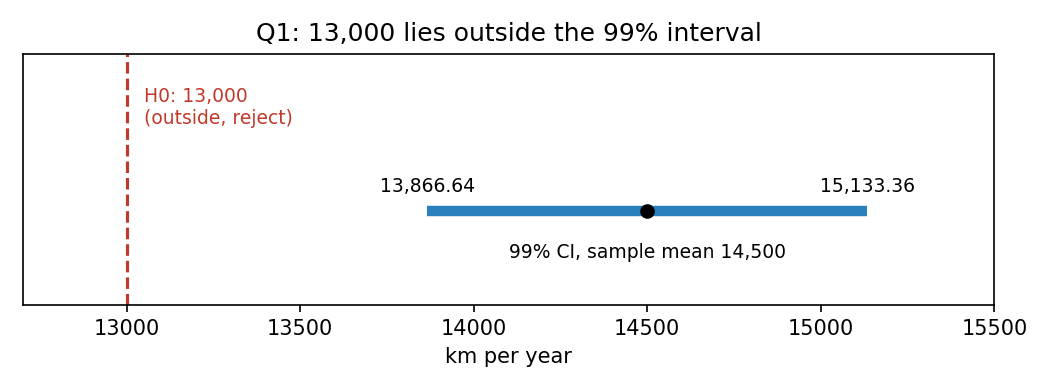 Q1: 13,000 lies outside the 99% interval
H0: 13,000
(outside, reject)
13,866.64
15,133.36
99% CI, sample mean 14,500
13000
13500
14000
14500
15000
15500
km per year